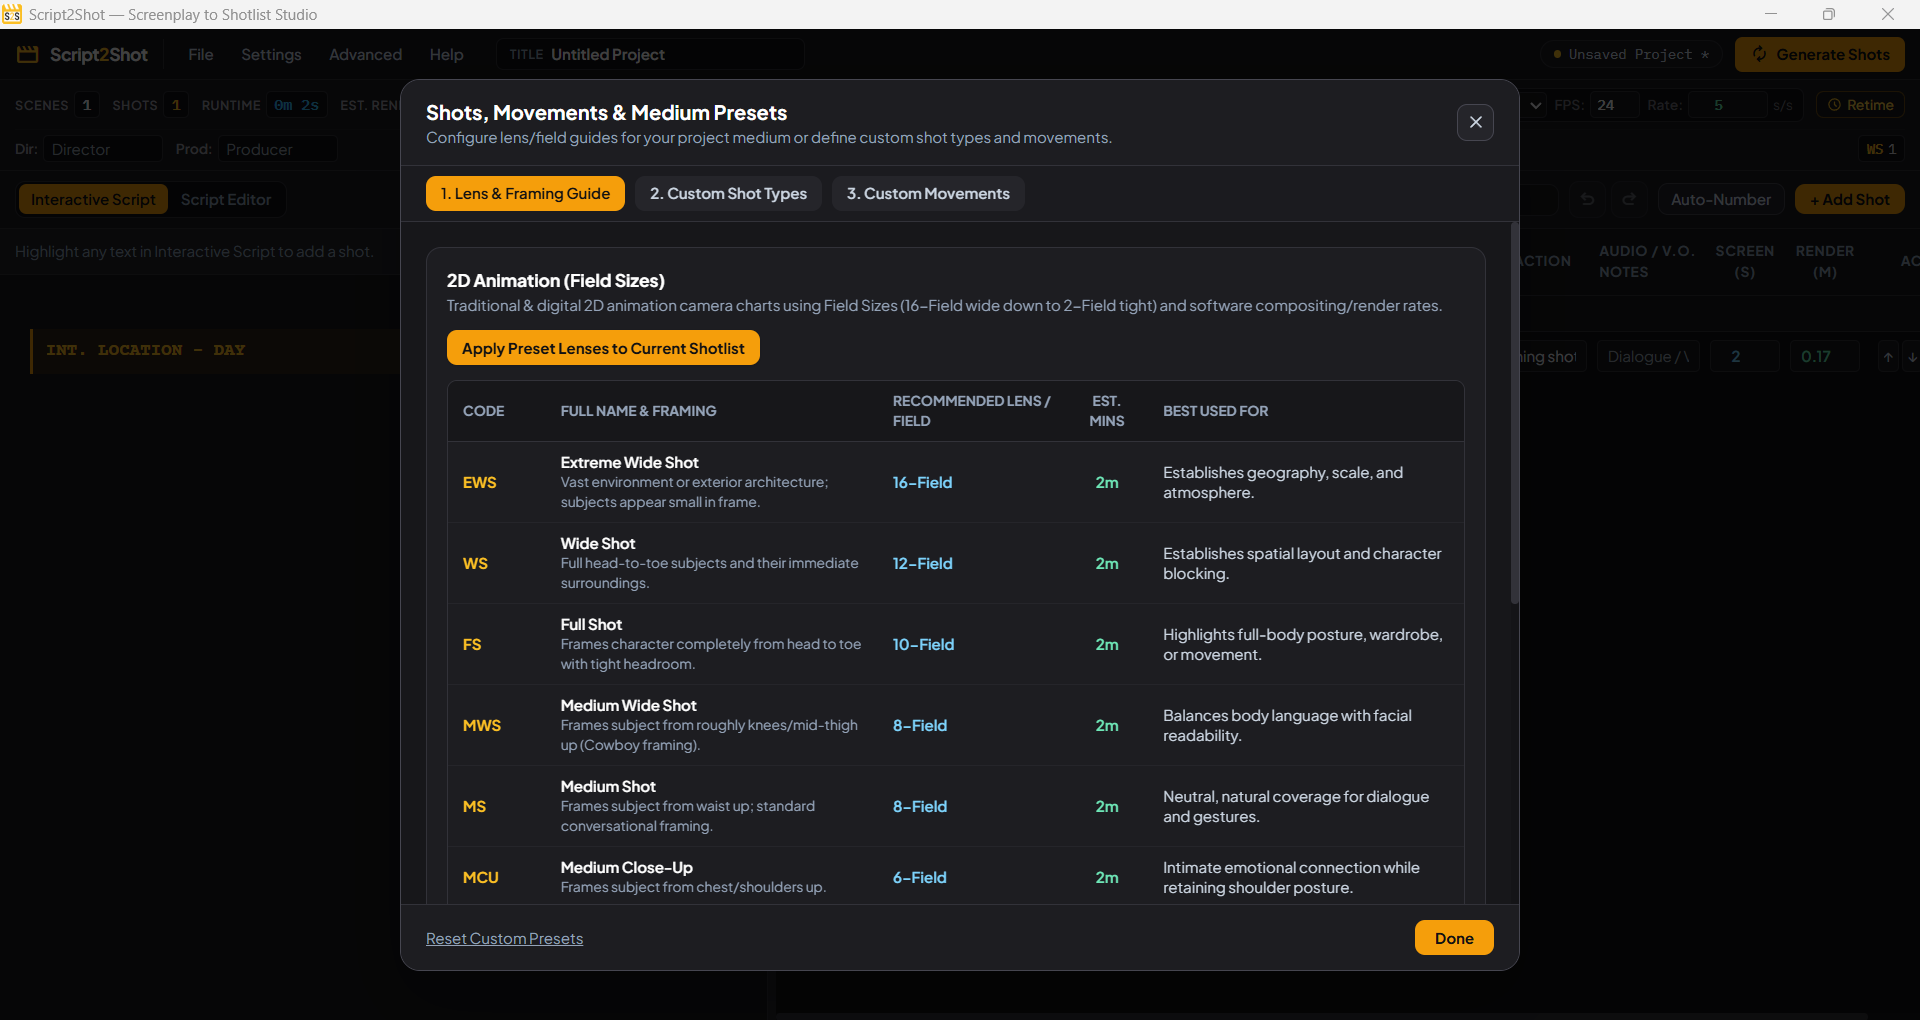 Script2Shot — Screenplay to Shotlist Studio
Script2Shot File Settings Advanced Help TITLE Untitled Project Unsaved Project * Generate Shots
SCENES 1 SHOTS 1 RUNTIME 0m 2s EST. REN
FPS: 24 Rate: 5 s/s Retime
Dir: Director Prod: Producer
WS 1
Interactive Script Script Editor
Auto-Number + Add Shot
Highlight any text in Interactive Script to add a shot.
ACTION AUDIO / V.O. NOTES SCREEN (S) RENDER (M) AC
INT. LOCATION - DAY
ning shot Dialogue / \ 2 0.17
Shots, Movements & Medium Presets
Configure lens/field guides for your project medium or define custom shot types and movements.
1. Lens & Framing Guide 2. Custom Shot Types 3. Custom Movements
2D Animation (Field Sizes)
Traditional & digital 2D animation camera charts using Field Sizes (16-Field wide down to 2-Field tight) and software compositing/render rates.
Apply Preset Lenses to Current Shotlist
CODE FULL NAME & FRAMING RECOMMENDED LENS / FIELD EST. MINS BEST USED FOR
EWS
Extreme Wide Shot
Vast environment or exterior architecture;
subjects appear small in frame.
16-Field
2m
Establishes geography, scale, and
atmosphere.
WS
Wide Shot
Full head-to-toe subjects and their immediate
surroundings.
12-Field
2m
Establishes spatial layout and character
blocking.
FS
Full Shot
Frames character completely from head to toe
with tight headroom.
10-Field
2m
Highlights full-body posture, wardrobe,
or movement.
MWS
Medium Wide Shot
Frames subject from roughly knees/mid-thigh
up (Cowboy framing).
8-Field
2m
Balances body language with facial
readability.
MS
Medium Shot
Frames subject from waist up; standard
conversational framing.
8-Field
2m
Neutral, natural coverage for dialogue
and gestures.
MCU
Medium Close-Up
Frames subject from chest/shoulders up.
6-Field
2m
Intimate emotional connection while
retaining shoulder posture.
Reset Custom Presets
Done